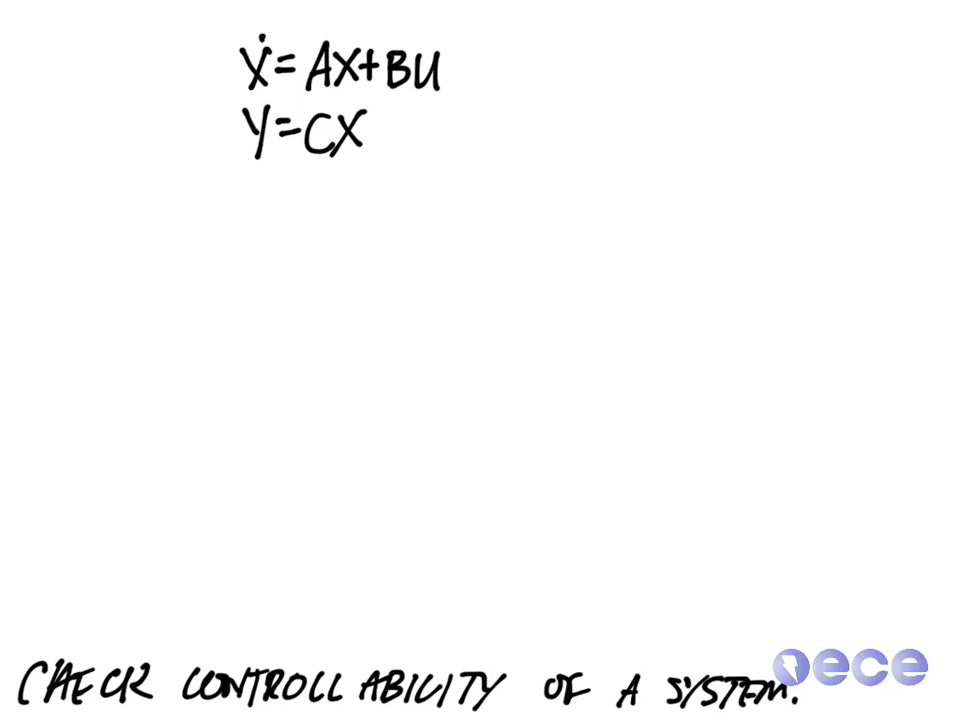 Ẋ = AX + BU
Y = CX
CHECK CONTROLLABILITY OF A SYSTEM.
ece